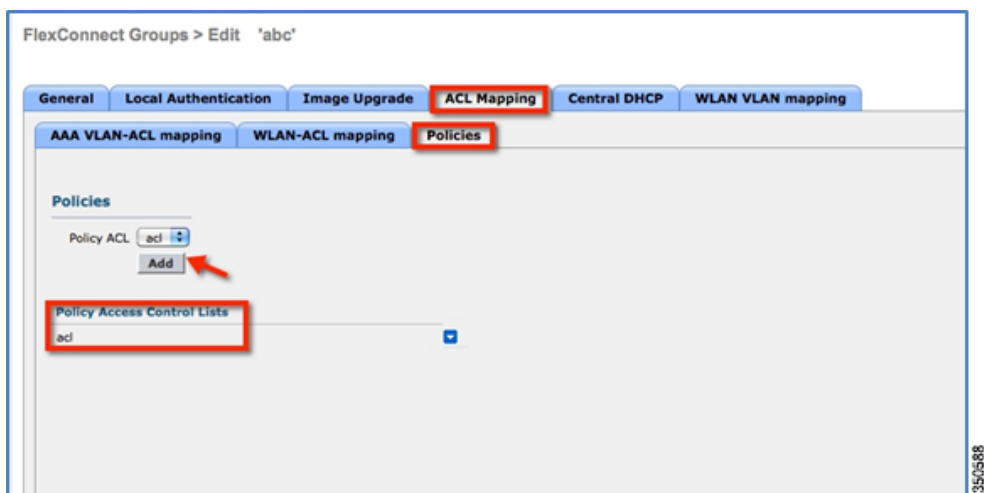 FlexConnect Groups > Edit 'abc'
General Local Authentication Image Upgrade ACL Mapping Central DHCP WLAN VLAN mapping
AAA VLAN-ACL mapping WLAN-ACL mapping Policies
Policies
Policy ACL acl
Add
Policy Access Control Lists
acl
350588